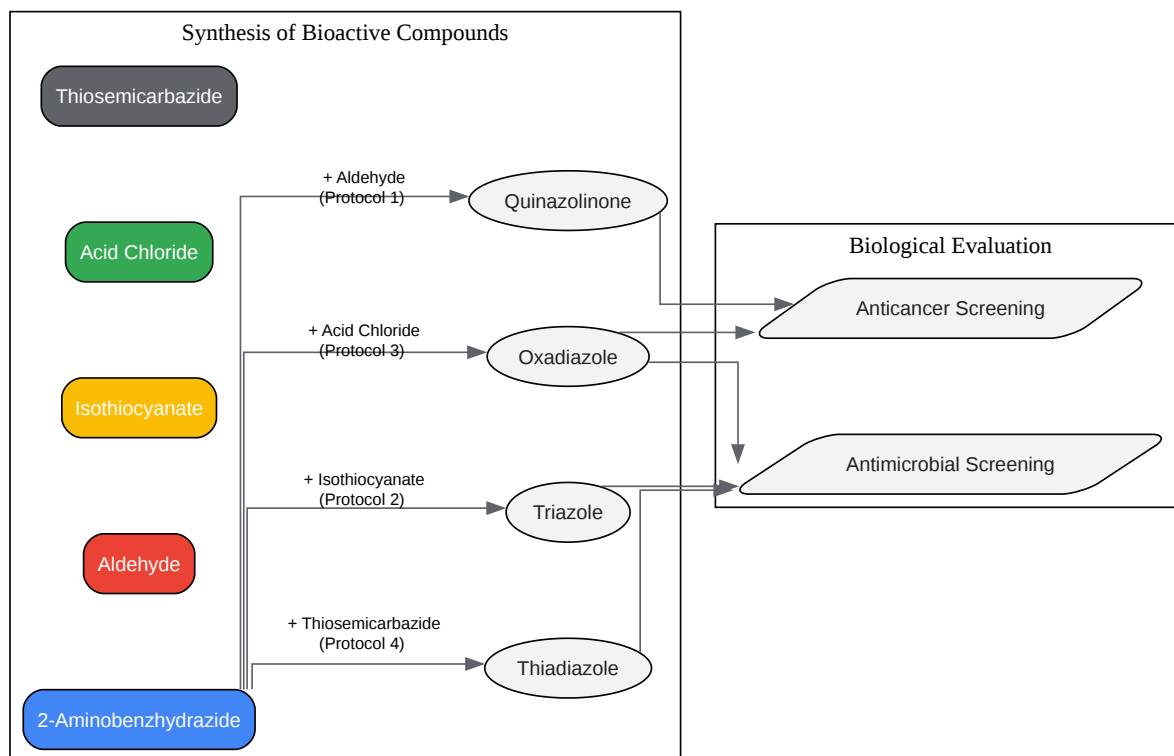 Synthesis of Bioactive Compounds
Thiosemicarbazide
+ Aldehyde
(Protocol 1)
Quinazolinone
Acid Chloride
Biological Evaluation
Anticancer Screening
+ Acid Chloride
(Protocol 3)
Oxadiazole
Isothiocyanate
Antimicrobial Screening
+ Isothiocyanate
(Protocol 2)
Triazole
Aldehyde
+ Thiosemicarbazide
(Protocol 4)
Thiadiazole
2-Aminobenzhydrazide